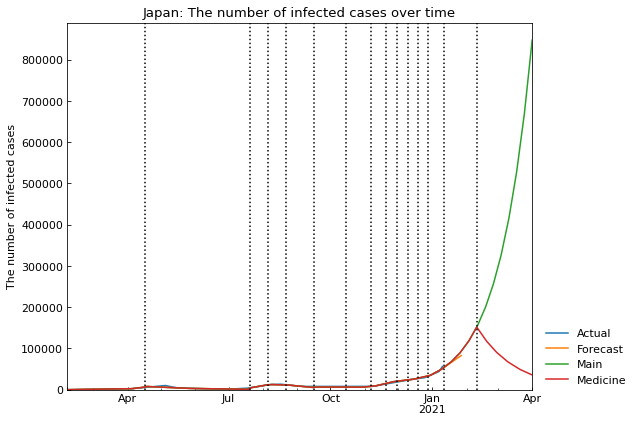 Japan: The number of infected cases over time
The number of infected cases
800000
700000
600000
500000
400000
300000
200000
100000
0
Apr
Jul
Oct
Jan
2021
Apr
Actual
Forecast
Main
Medicine